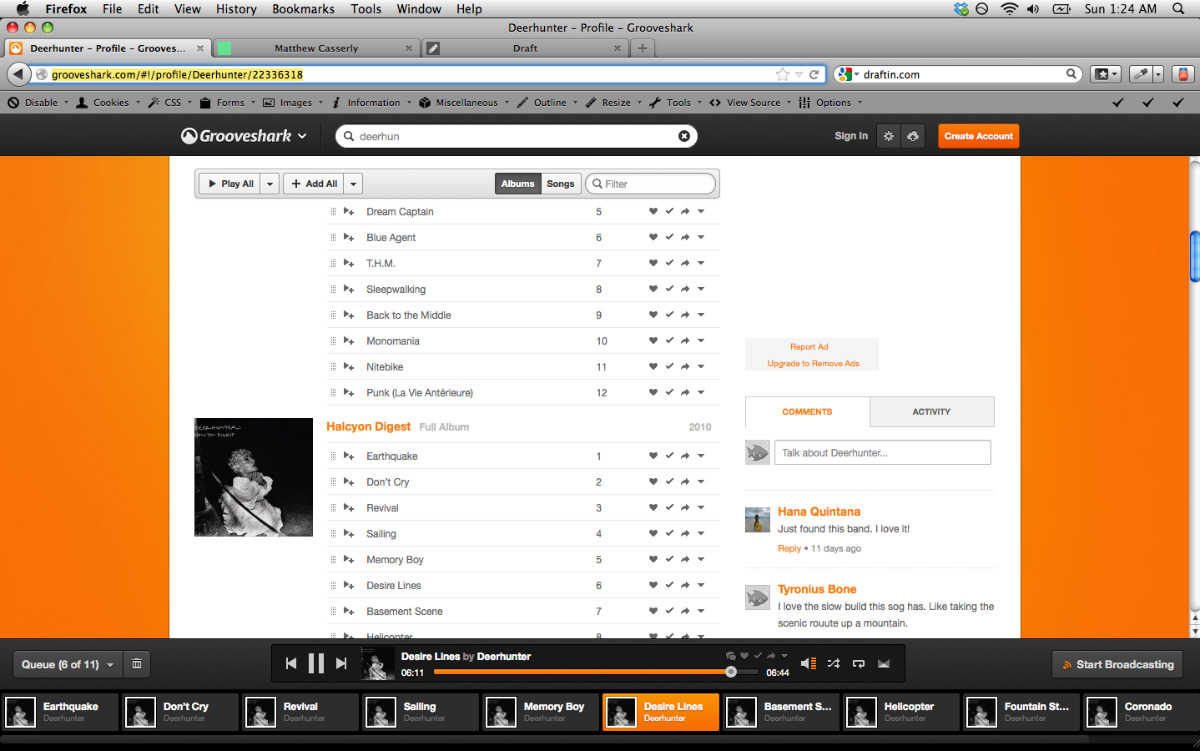 Firefox File Edit View History Bookmarks Tools Window Help Sun 1:24 AM
Deerhunter – Profile – Grooveshark
Deerhunter – Profile – Grooves... Matthew Casserly Draft
grooveshark.com/#!/profile/Deerhunter/22336318 draftin.com
Disable Cookies CSS Forms Images Information Miscellaneous Outline Resize Tools View Source Options
Grooveshark deerhun Sign In Create Account
Play All Add All Albums Songs Filter
Dream Captain 5
Blue Agent 6
T.H.M. 7
Sleepwalking 8
Back to the Middle 9
Monomania 10
Nitebike 11
Punk (La Vie Antérieure) 12
Report Ad
Upgrade to Remove Ads
COMMENTS ACTIVITY
Talk about Deerhunter...
Hana Quintana
Just found this band. I love it!
Reply • 11 days ago
Tyronius Bone
I love the slow build this sog has. Like taking the
scenic rouute up a mountain.
DEERHUNTER
HALCYON DIGEST
Halcyon Digest Full Album 2010
Earthquake 1
Don't Cry 2
Revival 3
Sailing 4
Memory Boy 5
Desire Lines 6
Basement Scene 7
Helicopter 8
Queue (6 of 11) Desire Lines by Deerhunter Start Broadcasting
06:11 06:44
Earthquake Don't Cry Revival Sailing Memory Boy Desire Lines Basement S... Helicopter Fountain St... Coronado
Deerhunter Deerhunter Deerhunter Deerhunter Deerhunter Deerhunter Deerhunter Deerhunter Deerhunter Deerhunter